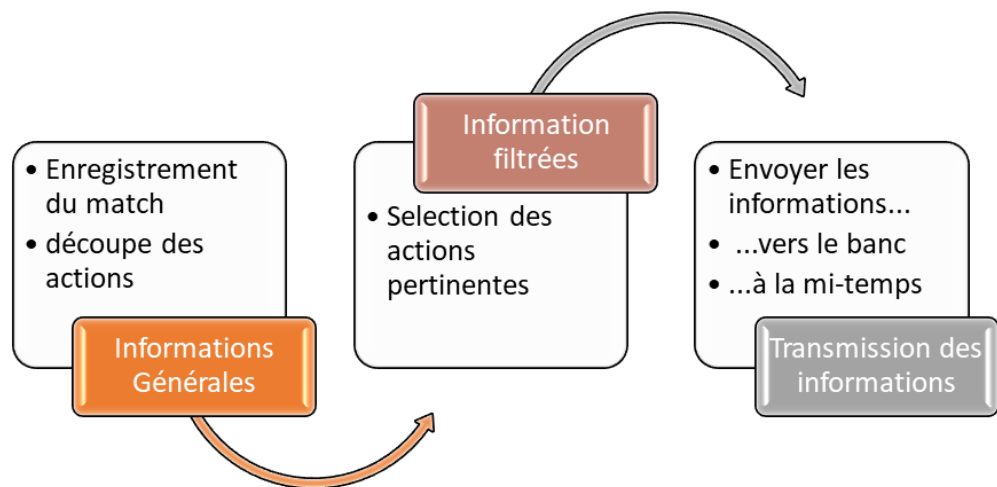 • Enregistrement
du match
• découpe des
actions
Informations
Générales
Information
filtrées
• Selection des
actions
pertinentes
• Envoyer les
informations...
• ...vers le banc
• ...à la mi-temps
Transmission des
informations